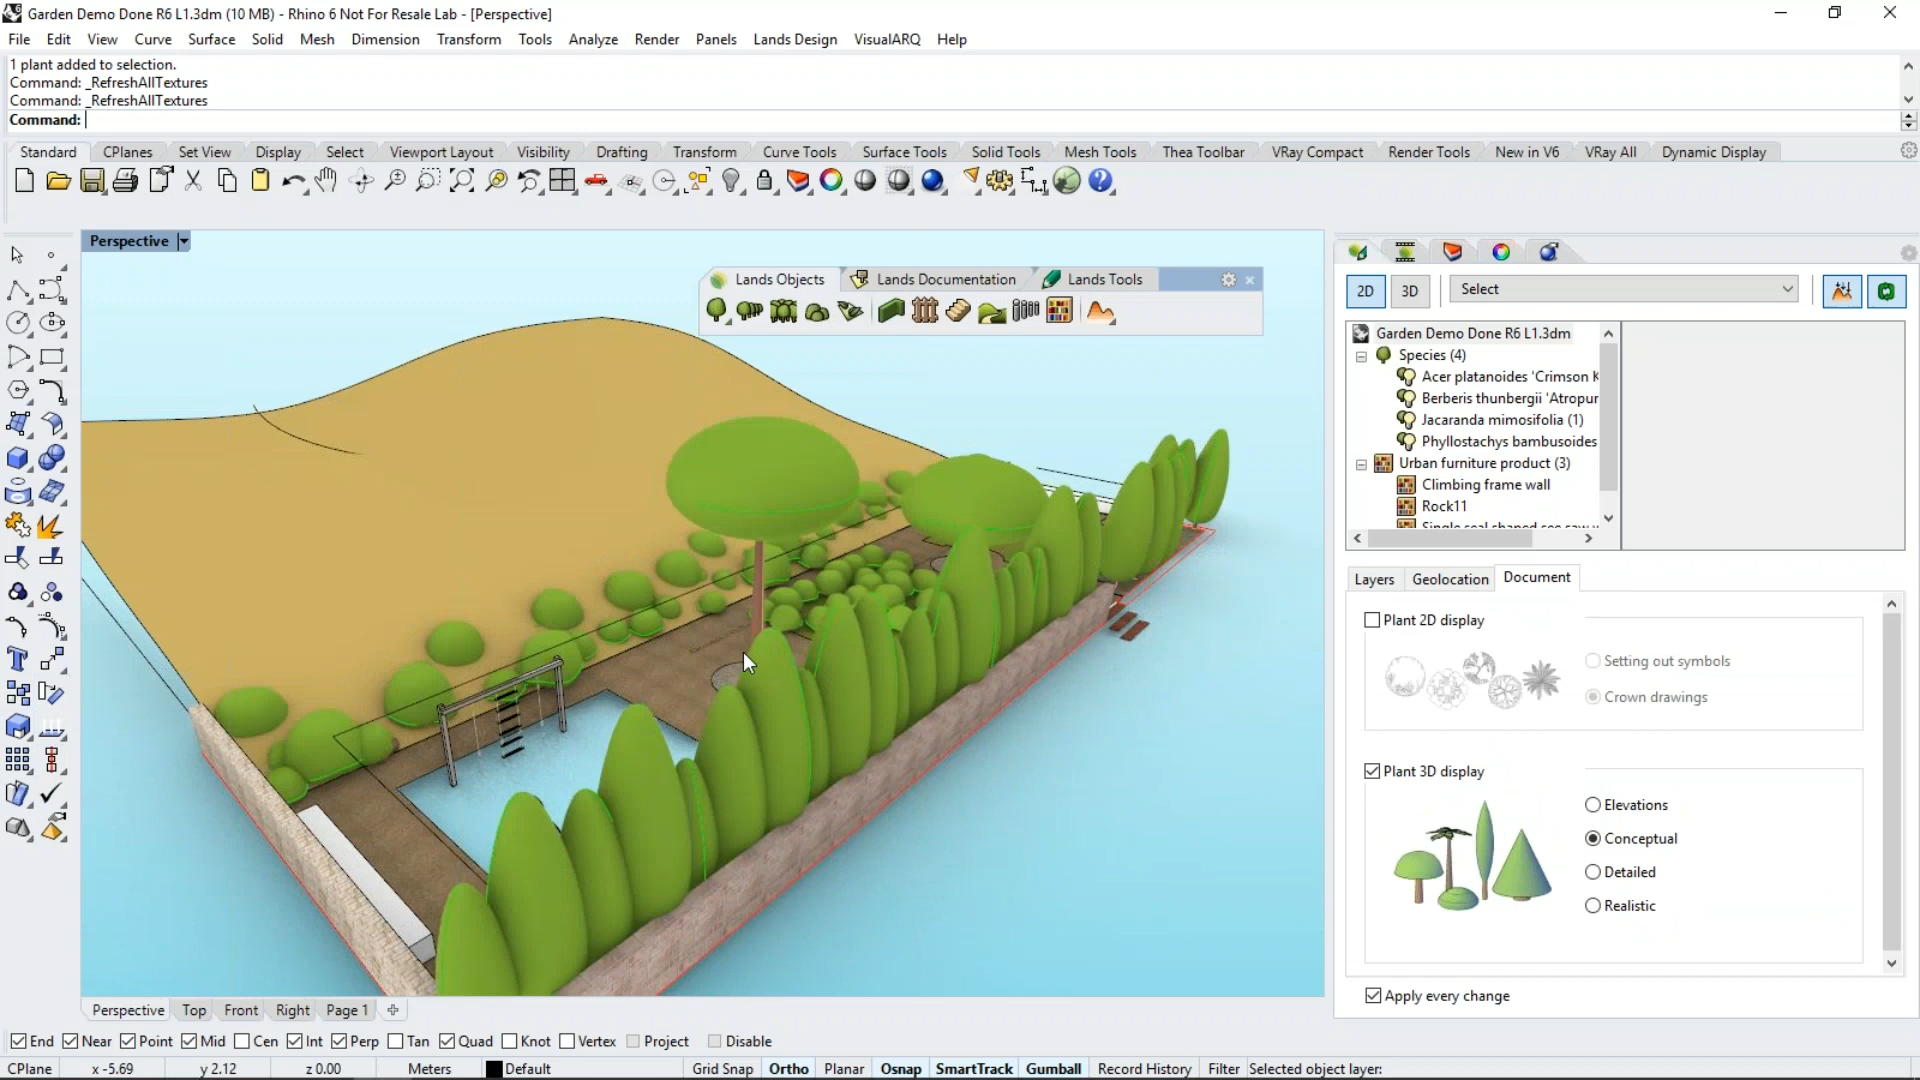 Garden Demo Done R6 L1.3dm (10 MB) - Rhino 6 Not For Resale Lab - [Perspective]
File Edit View Curve Surface Solid Mesh Dimension Transform Tools Analyze Render Panels Lands Design VisualARQ Help
1 plant added to selection.
Command: _RefreshAllTextures
Command: _RefreshAllTextures
Command:
Standard CPlanes Set View Display Select Viewport Layout Visibility Drafting Transform Curve Tools Surface Tools Solid Tools Mesh Tools Thea Toolbar VRay Compact Render Tools New in V6 VRay All Dynamic Display
Perspective
Lands Objects Lands Documentation Lands Tools
2D 3D Select
Garden Demo Done R6 L1.3dm
Species (4)
Acer platanoides 'Crimson K
Berberis thunbergii 'Atropur
Jacaranda mimosifolia (1)
Phyllostachys bambusoides
Urban furniture product (3)
Climbing frame wall
Rock11
Layers Geolocation Document
Plant 2D display
Setting out symbols
Crown drawings
Plant 3D display
Elevations
Conceptual
Detailed
Realistic
Apply every change
Perspective Top Front Right Page 1
End Near Point Mid Cen Int Perp Tan Quad Knot Vertex Project Disable
CPlane x -5.69 y 2.12 z 0.00 Meters Default Grid Snap Ortho Planar Osnap SmartTrack Gumball Record History Filter Selected object layer: